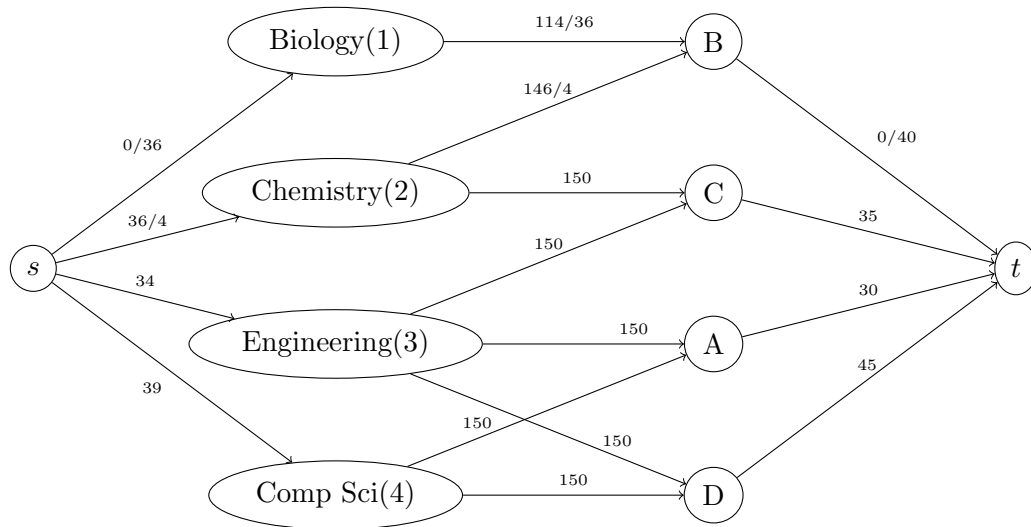 Biology(1)
114/36
B
0/36
146/4
0/40
Chemistry(2)
150
C
36/4
150
35
s
t
34
30
Engineering(3)
150
A
39
45
150
150
Comp Sci(4)
150
D